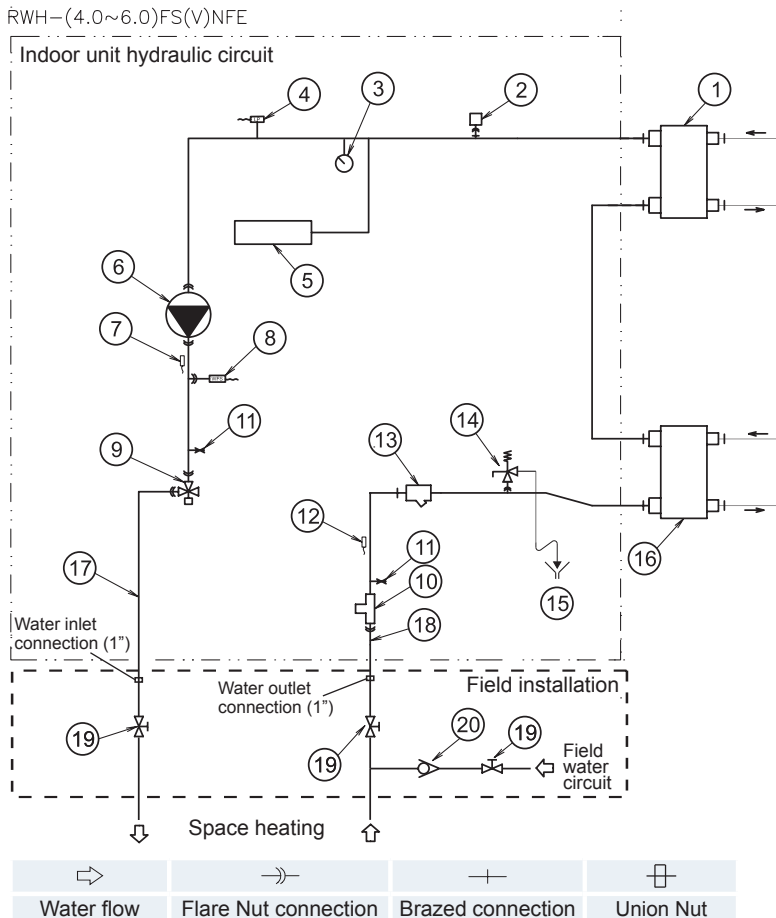 RWH-(4.0~6.0)FS(V)NFE
Indoor unit hydraulic circuit
4
3
2
1
5
6
7
8
11
9
14
13
12
11
10
15
16
17
18
Water inlet
connection (1")
Water outlet
connection (1")
Field installation
19
19
20
19
Field
water
circuit
Space heating
Water flow
Flare Nut connection
Brazed connection
Union Nut